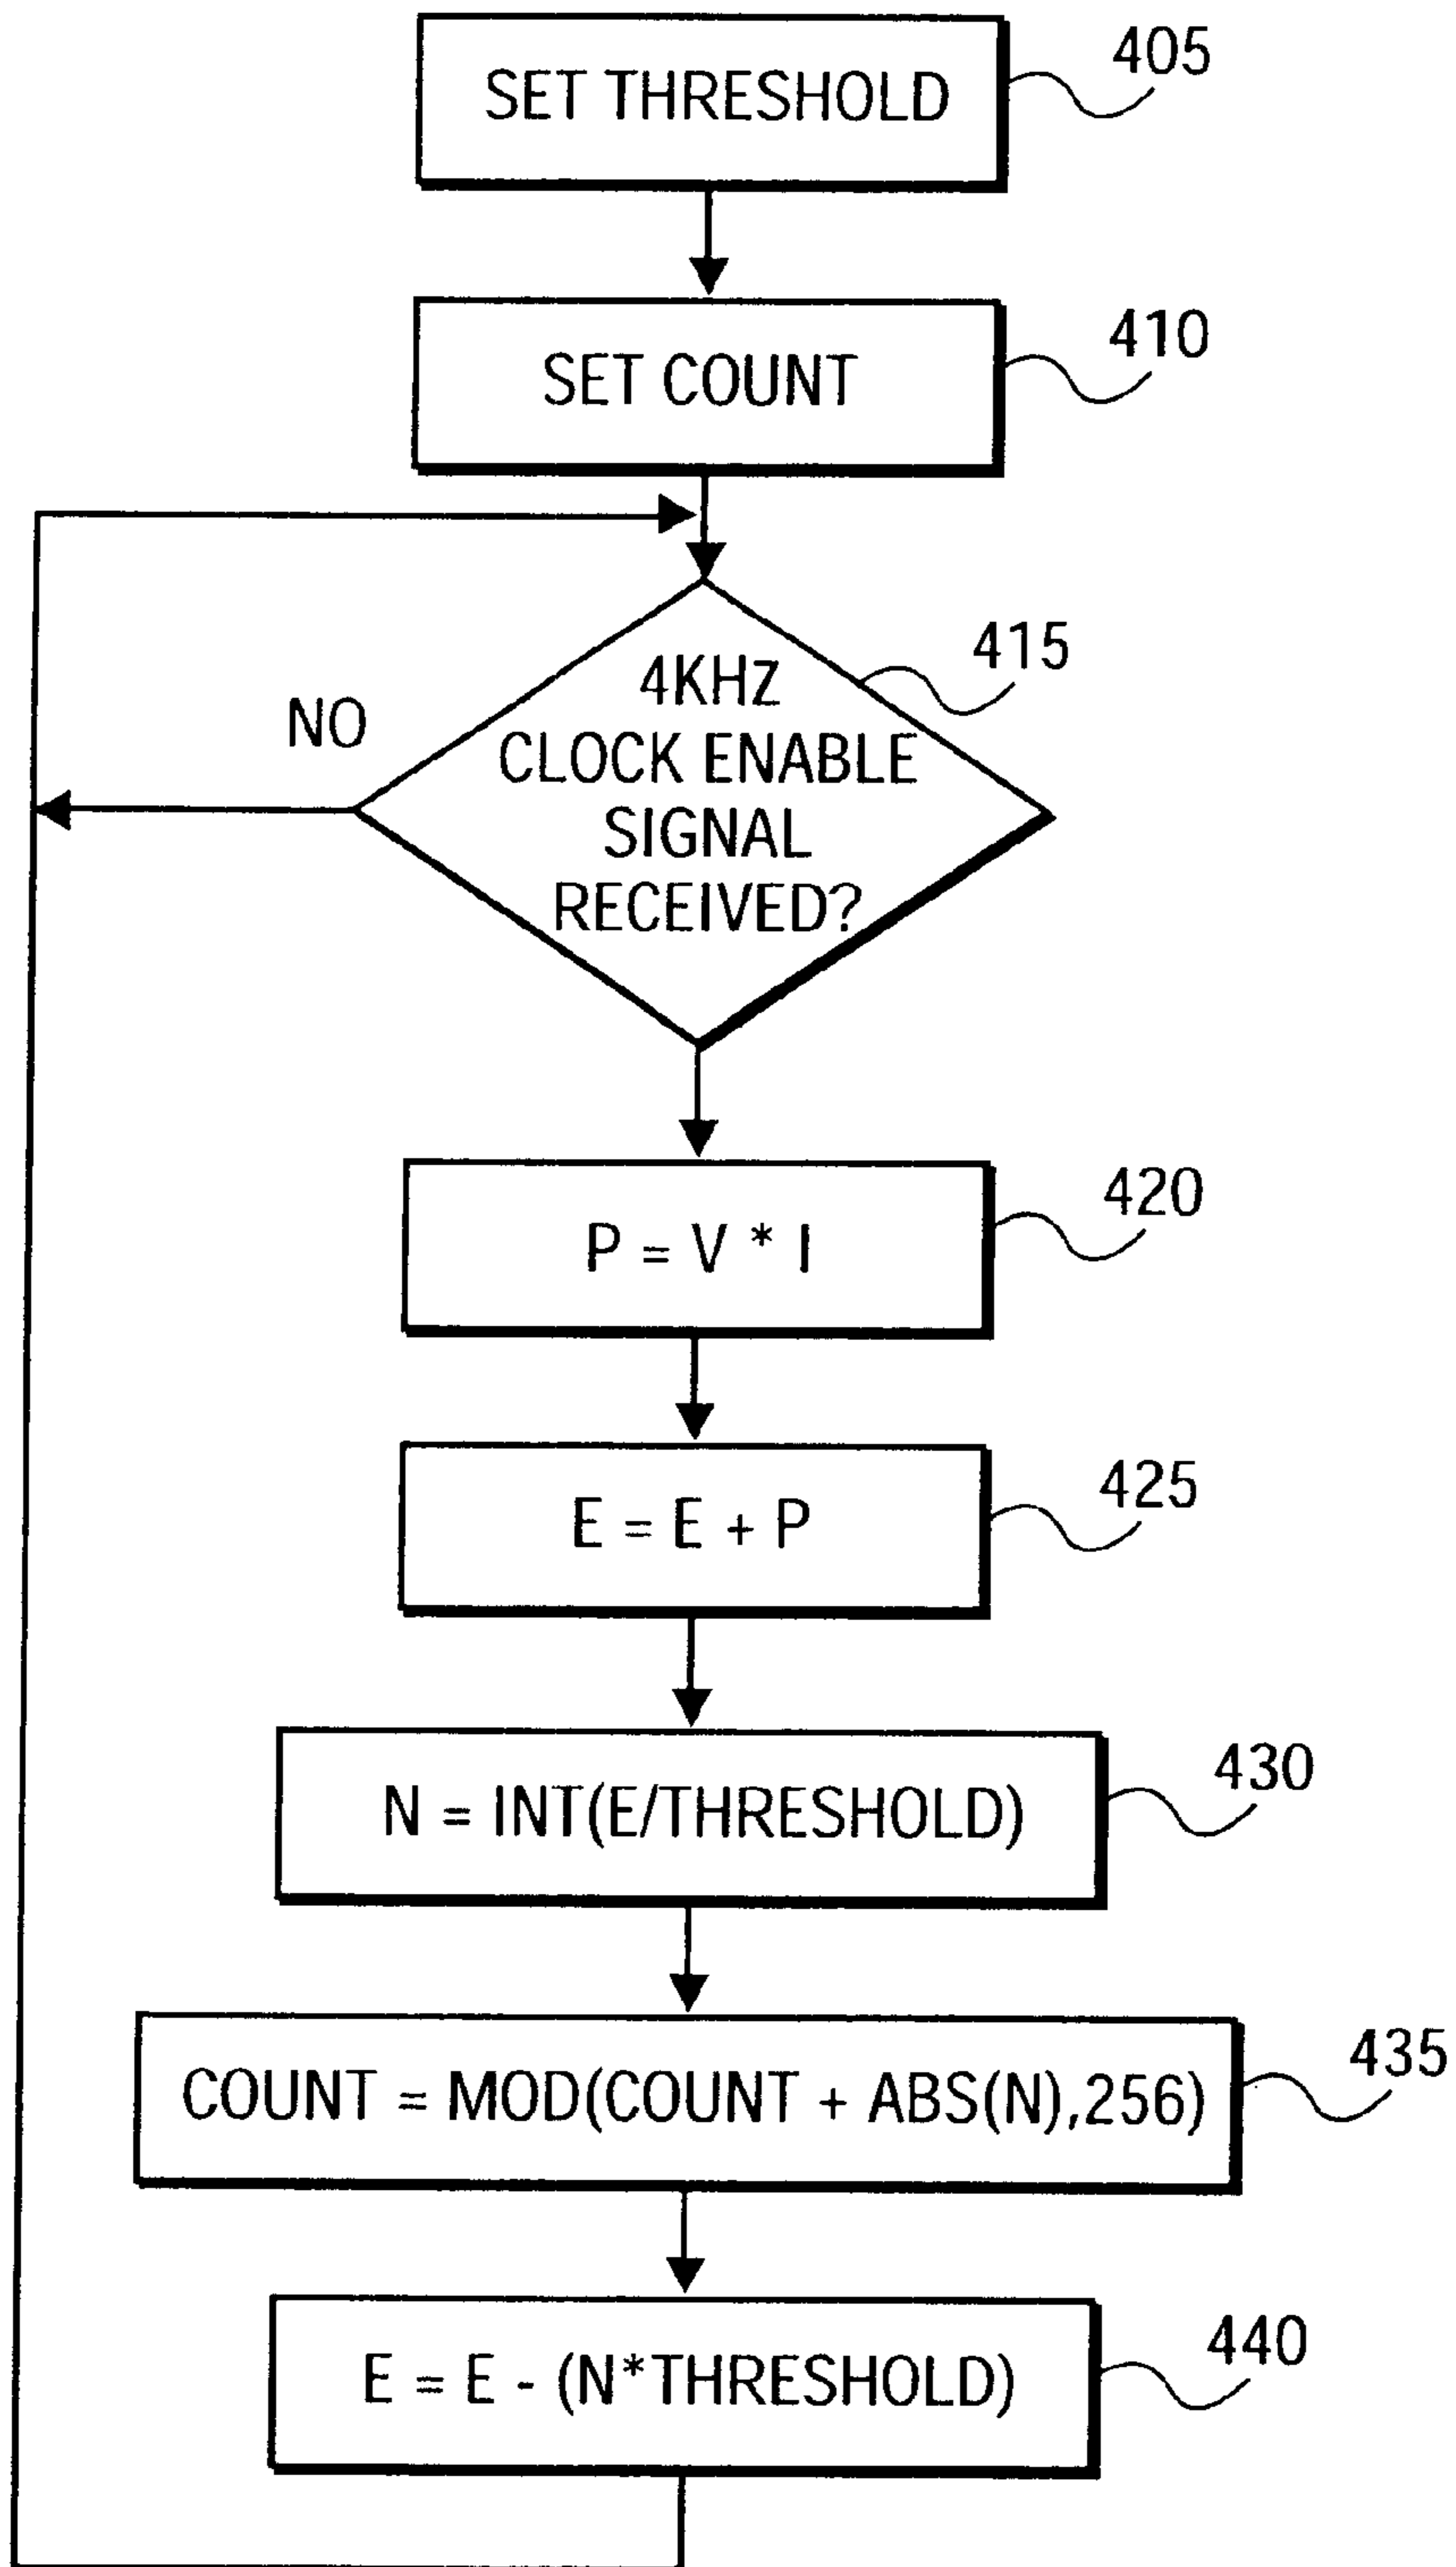 SET THRESHOLD
405
SET COUNT
410
4KHZ
CLOCK ENABLE
SIGNAL
RECEIVED?
415
NO
P = V * I
420
E = E + P
425
N = INT(E/THRESHOLD)
430
COUNT = MOD(COUNT + ABS(N),256)
435
E = E - (N*THRESHOLD)
440